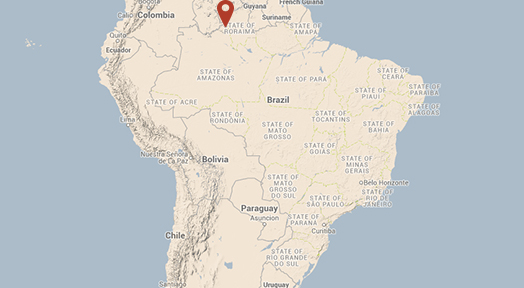 French Guiana
Guyana
Suriname
Colombia
Cali
Quito
Ecuador
STATE OF
RORAIMA
STATE OF
AMAPÁ
STATE OF
AMAZONAS
STATE OF PARÁ
STATE OF
CEARÁ
STATE OF
PIAUÍ
STATE OF
PARAÍBA
STATE OF
ALAGOAS
STATE OF ACRE
Brazil
STATE OF
RONDÔNIA
STATE OF
TOCANTINS
STATE OF
BAHIA
Lima
STATE OF
MATO
GROSSO
STATE OF
GOIÁS
Nuestra Señora
de La Paz
Bolivia
STATE OF
MINAS
GERAIS
STATE OF
MATO
GROSSO
DO SUL
Belo Horizonte
STATE OF
RIO DE
JANEIRO
STATE OF
SÃO PAULO
Paraguay
Asuncion
STATE OF
PARANÁ
Curitiba
Chile
STATE OF
RIO GRANDE
DO SUL
Santiago
Uruguay